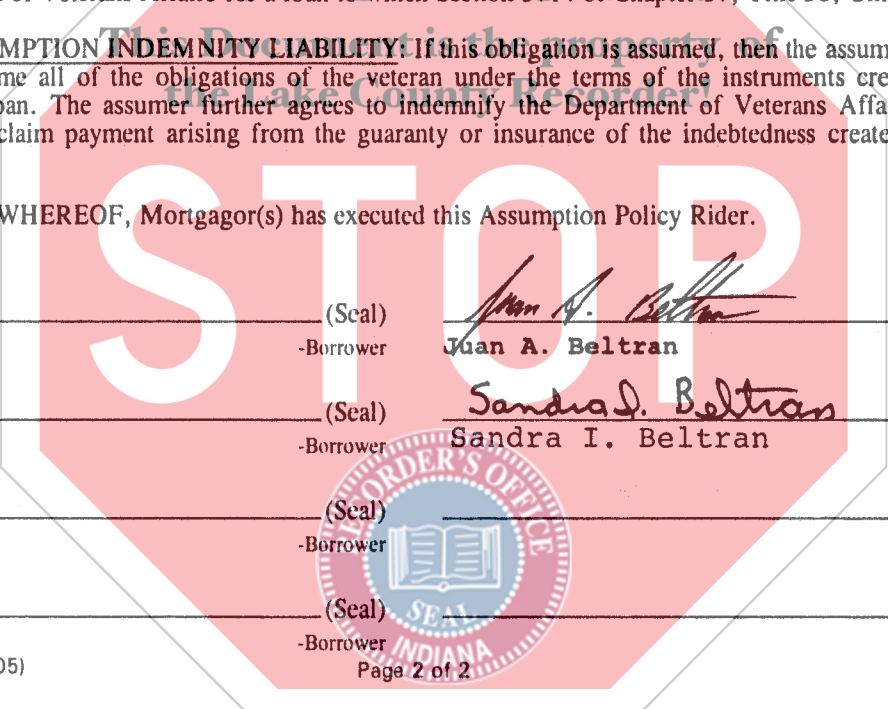 MPTION INDEMNITY LIABILITY: If this obligation is assumed, then the assum
This Document is the property of
me all of the obligations of the veteran under the terms of the instruments cre
the Lake County Recorder!
oan. The assumer further agrees to indemnify the Department of Veterans Affa
claim payment arising from the guaranty or insurance of the indebtedness create
WHEREOF, Mortgagor(s) has executed this Assumption Policy Rider.
STOP
(Seal) Juan A. Beltran
-Borrower Juan A. Beltran
(Seal) Sandra I. Beltran
-Borrower Sandra I. Beltran
RECORDER'S OFFICE
(Seal)
-Borrower
(Seal)
SEAL
-Borrower
INDIANA
05) Page 2 of 2